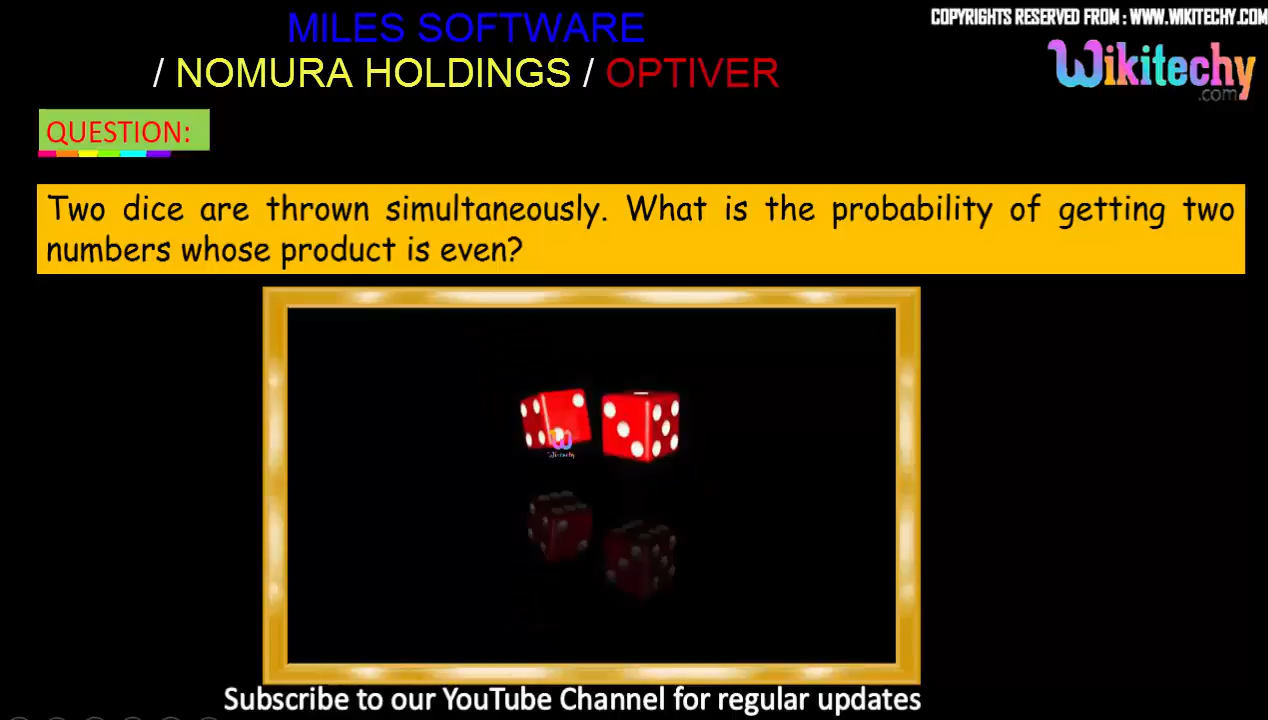 MILES SOFTWARE
/ NOMURA HOLDINGS / OPTIVER
COPYRIGHTS RESERVED FROM : WWW.WIKITECHY.COM
Wikitechy
.com
QUESTION:
Two dice are thrown simultaneously. What is the probability of getting two
numbers whose product is even?
Wikitechy
Subscribe to our YouTube Channel for regular updates